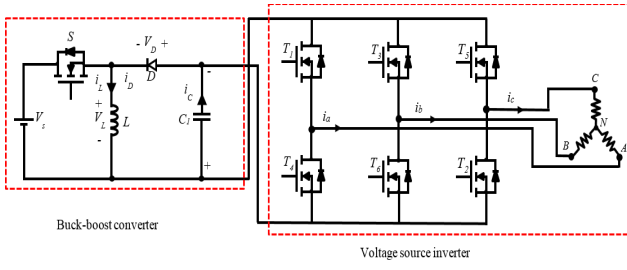 S
- V_D +
D
i_L
i_D
-
i_C
+
V_s
V_L
L
C_1
-
+
Buck-boost converter
T_1
T_3
T_5
i_a
i_b
i_c
T_4
T_6
T_2
C
N
B
A
Voltage source inverter